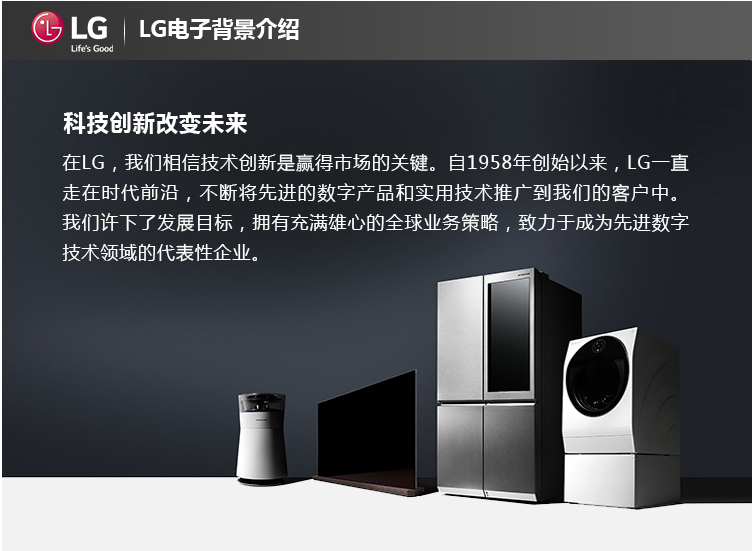 LG
Life's Good
LG电子背景介绍
科技创新改变未来
在LG，我们相信技术创新是赢得市场的关键。自1958年创始以来，LG一直
走在时代前沿，不断将先进的数字产品和实用技术推广到我们的客户中。
我们许下了发展目标，拥有充满雄心的全球业务策略，致力于成为先进数字
技术领域的代表性企业。